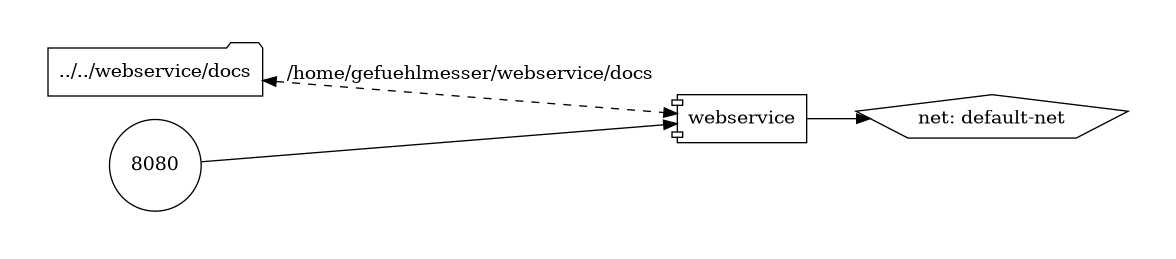 ../../webservice/docs
/home/gefuehlmesser/webservice/docs
8080
webservice
net: default-net